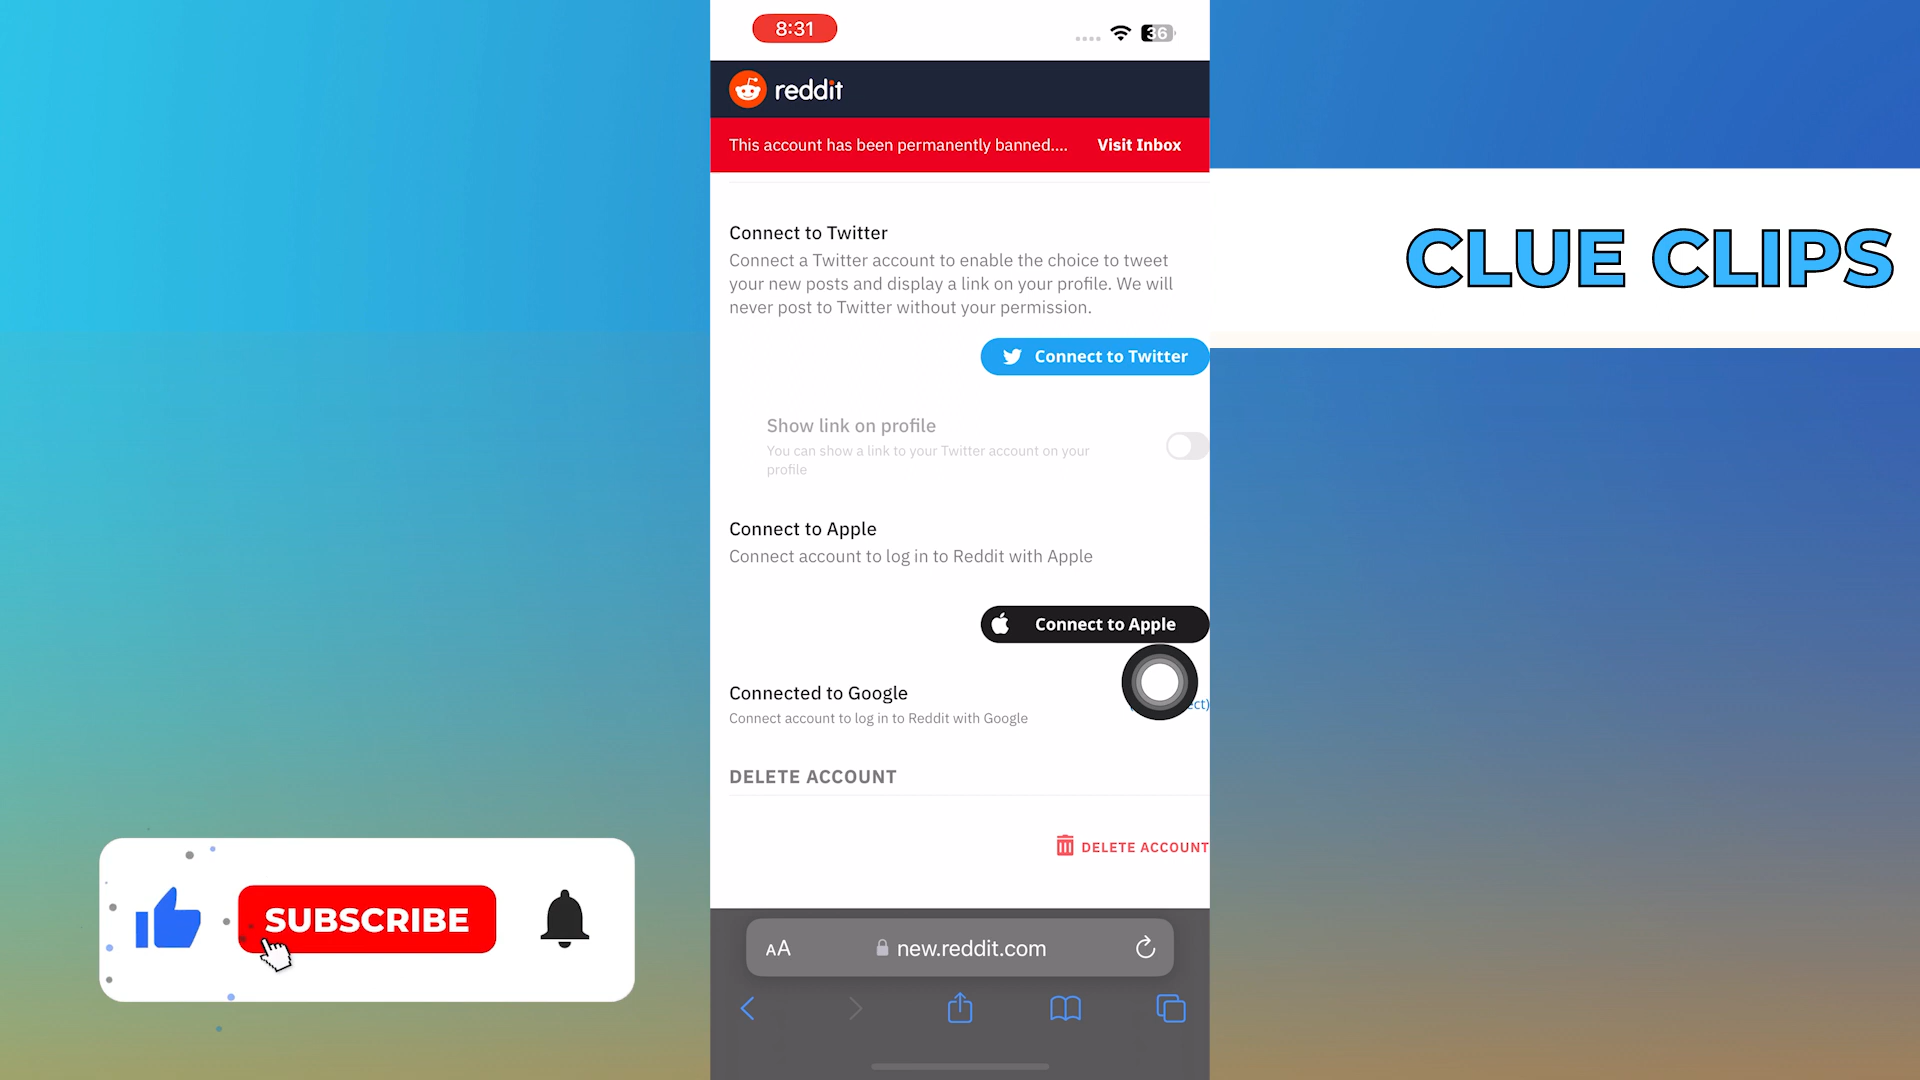 8:31
36
reddit
This account has been permanently banned.... Visit Inbox
CLUE CLIPS
Connect to Twitter
Connect a Twitter account to enable the choice to tweet
your new posts and display a link on your profile. We will
never post to Twitter without your permission.
Connect to Twitter
Show link on profile
You can show a link to your Twitter account on your
profile
Connect to Apple
Connect account to log in to Reddit with Apple
Connect to Apple
Connected to Google
Connect account to log in to Reddit with Google
DELETE ACCOUNT
DELETE ACCOUNT
SUBSCRIBE
AA new.reddit.com